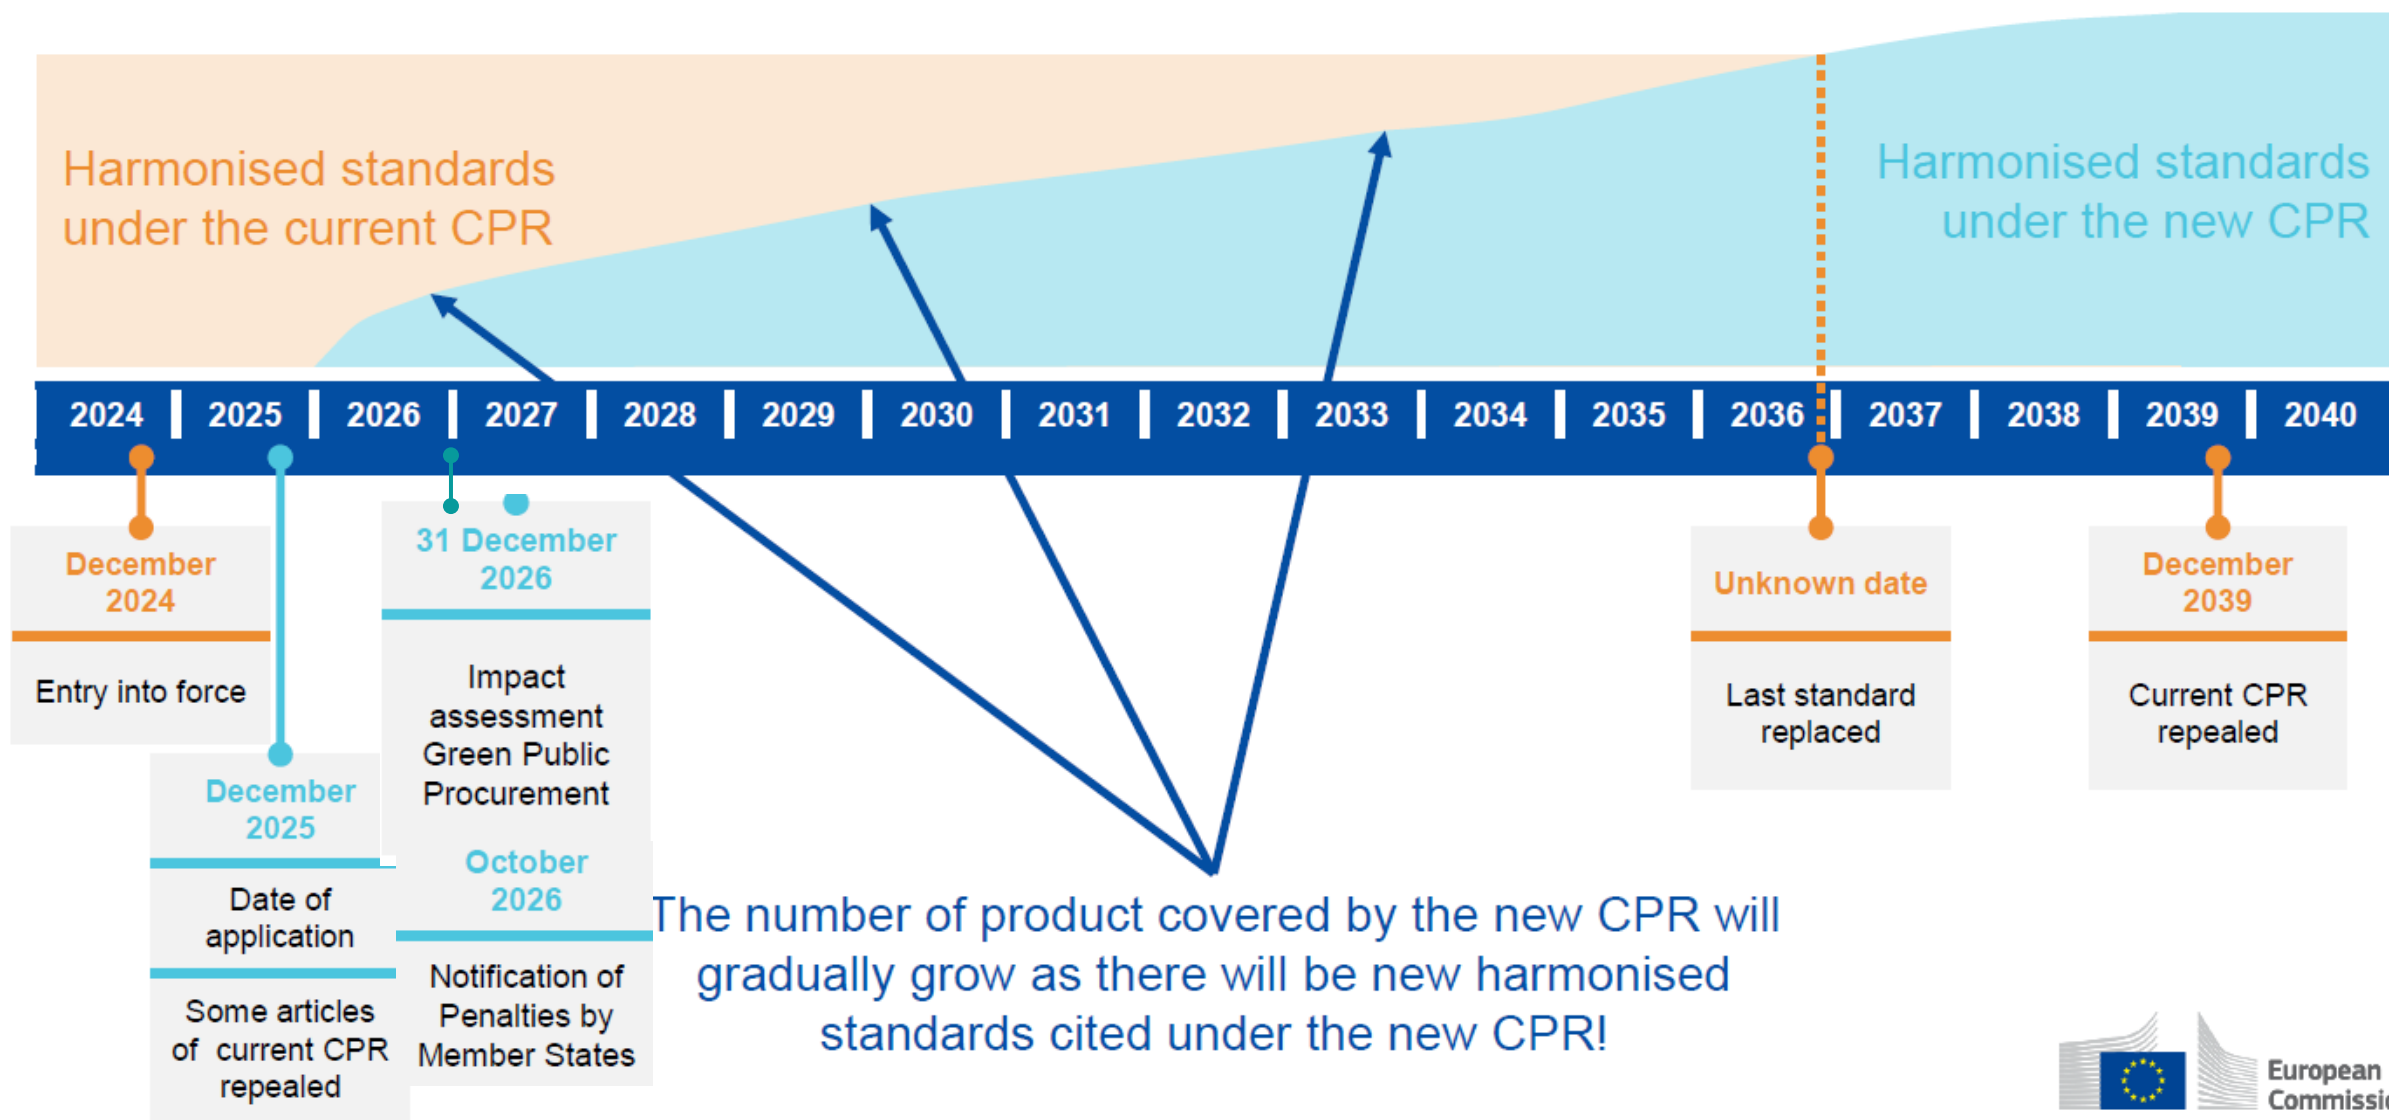 Harmonised standards
under the current CPR
Harmonised standards
under the new CPR
2024 2025 2026 2027 2028 2029 2030 2031 2032 2033 2034 2035 2036 2037 2038 2039 2040
December
2024
Entry into force
December
2025
Date of
application
Some articles
of current CPR
repealed
31 December
2026
Impact
assessment
Green Public
Procurement
October
2026
Notification of
Penalties by
Member States
The number of product covered by the new CPR will
gradually grow as there will be new harmonised
standards cited under the new CPR!
Unknown date
Last standard
replaced
December
2039
Current CPR
repealed
European
Commissi